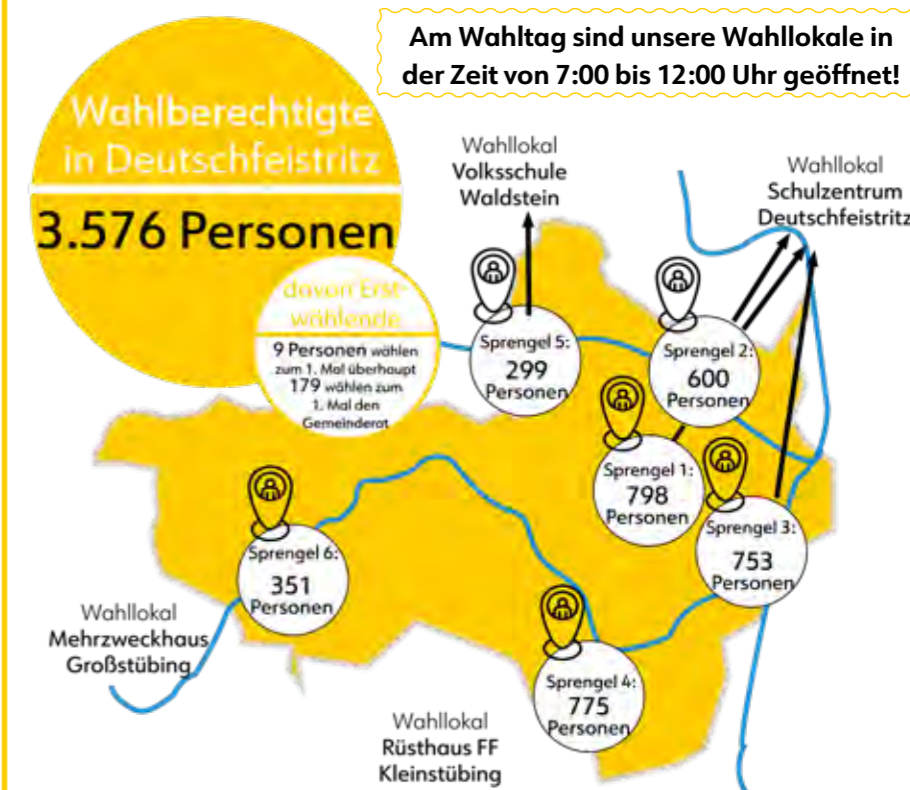 Am Wahltag sind unsere Wahllokale in
der Zeit von 7:00 bis 12:00 Uhr geöffnet!
Wahlberechtigte
in Deutschfeistritz
3.576 Personen
davon Erst-
wählende
9 Personen wählen
zum 1. Mal überhaupt
179 wählen zum
1. Mal den
Gemeinderat
Wahllokal
Volksschule
Waldstein
Wahllokal
Schulzentrum
Deutschfeistritz
Sprengel 5:
299
Personen
Sprengel 2:
600
Personen
Sprengel 1:
798
Personen
Sprengel 3:
753
Personen
Sprengel 6:
351
Personen
Wahllokal
Mehrzweckhaus
Großstübing
Sprengel 4:
775
Personen
Wahllokal
Rüsthaus FF
Kleinstübing